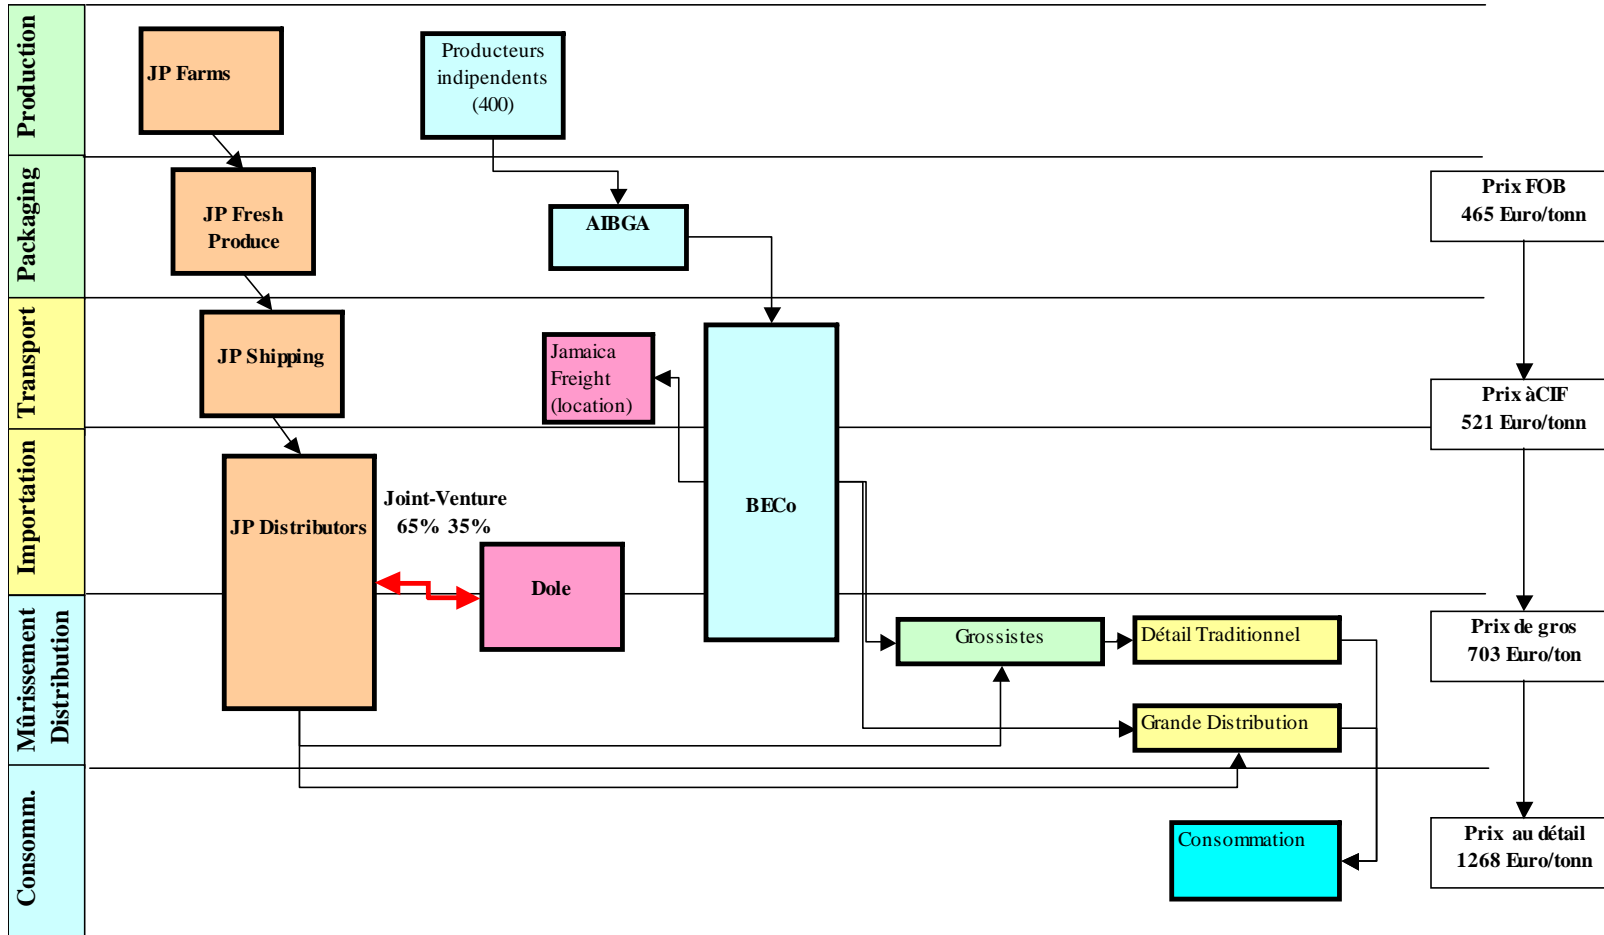 Production
JP Farms
Producteurs
indipendents
(400)
Packaging
JP Fresh
Produce
AIBGA
Prix FOB
465 Euro/tonn
Transport
JP Shipping
Jamaica
Freight
(location)
Prix àCIF
521 Euro/tonn
Importation
JP Distributors
Joint-Venture
65% 35%
Dole
BECo
Mûrissement
Distribution
Grossistes
Détail Traditionnel
Grande Distribution
Prix de gros
703 Euro/ton
Consomm.
Consommation
Prix au détail
1268 Euro/tonn